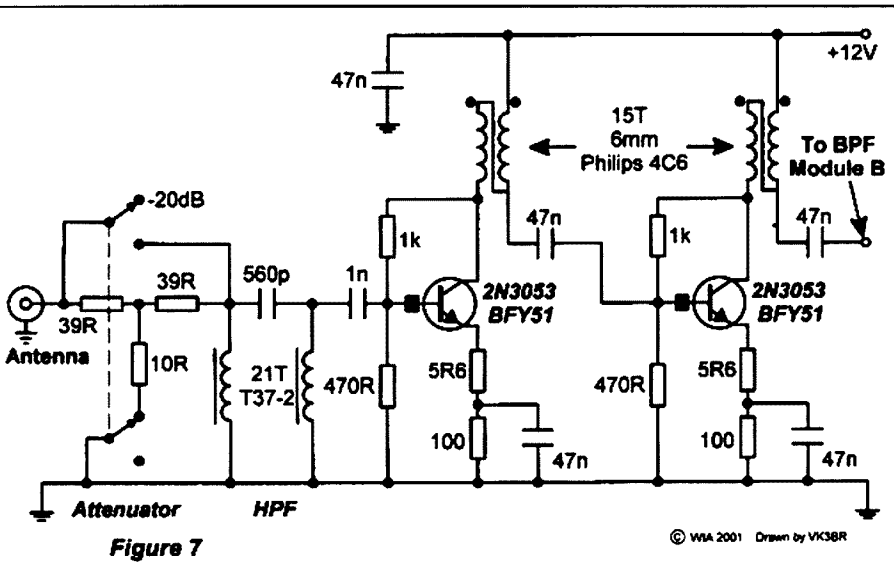 +12V
47n
15T
6mm
Philips 4C6
To BPF
Module B
-20dB
47n
47n
1k
1k
39R
560p
1n
2N3053
BFY51
2N3053
BFY51
39R
Antenna
10R
21T
T37-2
470R
5R6
470R
5R6
100
47n
100
47n
Attenuator
HPF
Figure 7
© WIA 2001 Drawn by VK3BR